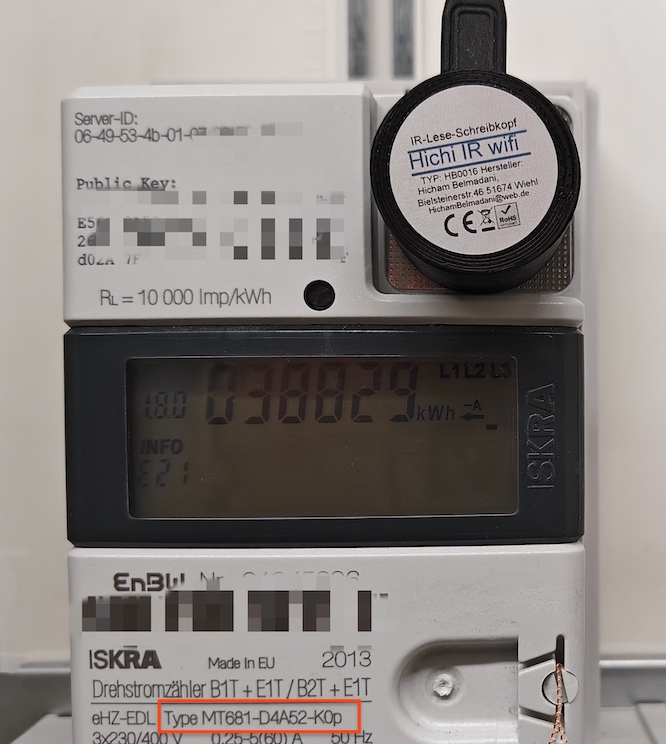 Server-ID:
06-49-53-4b-01-
Public Key:
d02A
RL = 10 000 Imp/kWh
IR-Lese-Schreibkopf
Hichi IR wifi
TYP: HB0016 Hersteller:
Hicham Belmadani,
Bielsteinerstr.46 51674 Wiehl
HichamBelmadani@web.de
CE RoHS
L1 L2 L3
1.8.0 038829 kWh -A
INFO
E21
ISKRA
EnBW Nr.
ISKRA Made in EU 2013
Drehstromzähler B1T + E1T / B2T + E1T
eHZ-EDL Type MT681-D4A52-K0p
3x230/400 V 0,25-5(60) A 50 Hz